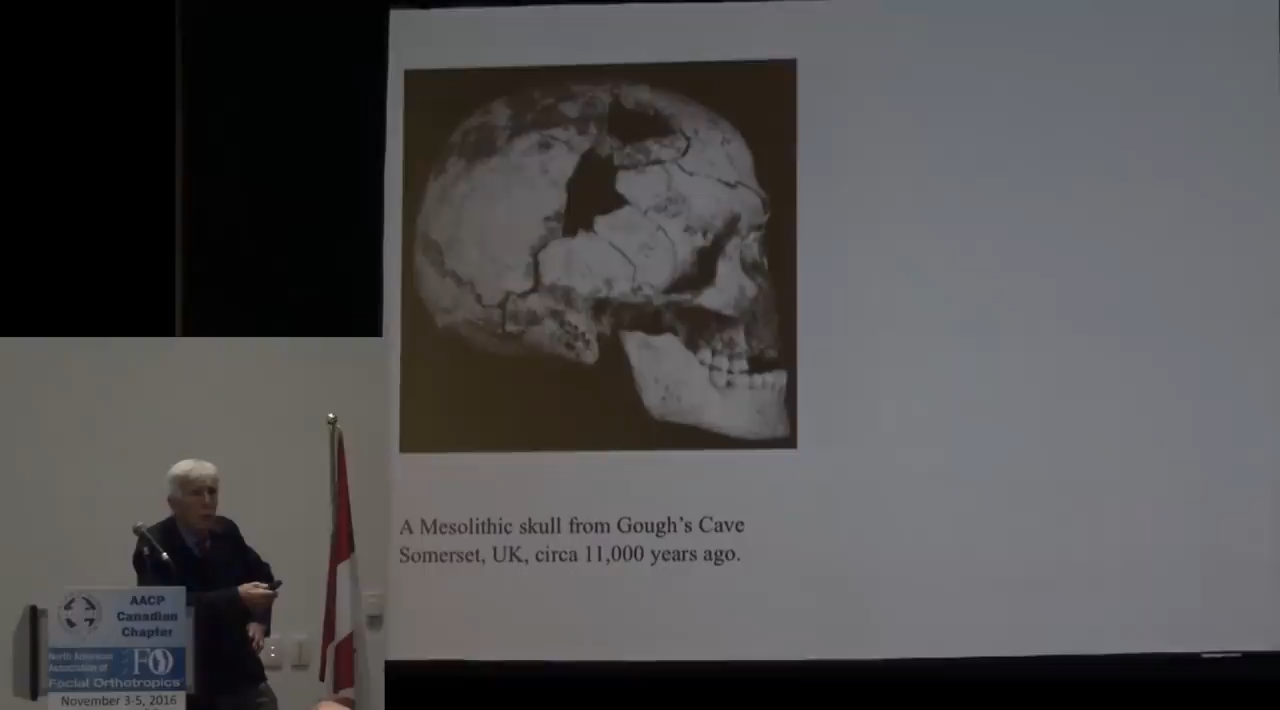 A Mesolithic skull from Gough's Cave
Somerset, UK, circa 11,000 years ago.
AACP
Canadian
Chapter
North American
Association of
FO
Facial Orthotropics
November 3-5, 2016